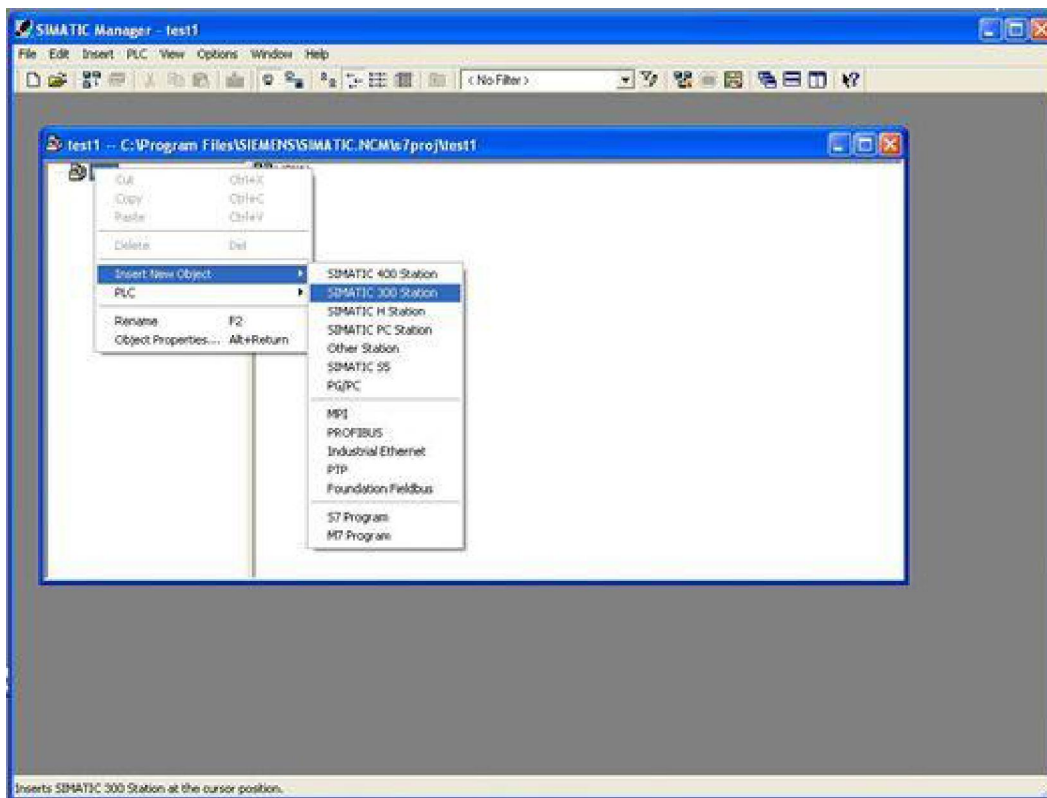 SIMATIC Manager - test1
File Edit Insert PLC View Options Window Help
< No Filter >
test1 -- C:\Program Files\SIEMENS\SIMATIC.NCM\s7proj\test1
Cut Ctrl+X
Copy Ctrl+C
Paste Ctrl+V
Delete Del
Insert New Object
PLC
Rename F2
Object Properties... Alt+Return
SIMATIC 400 Station
SIMATIC 300 Station
SIMATIC H Station
SIMATIC PC Station
Other Station
SIMATIC S5
PG/PC
MPI
PROFIBUS
Industrial Ethernet
PTP
Foundation Fieldbus
S7 Program
M7 Program
Inserts SIMATIC 300 Station at the cursor position.